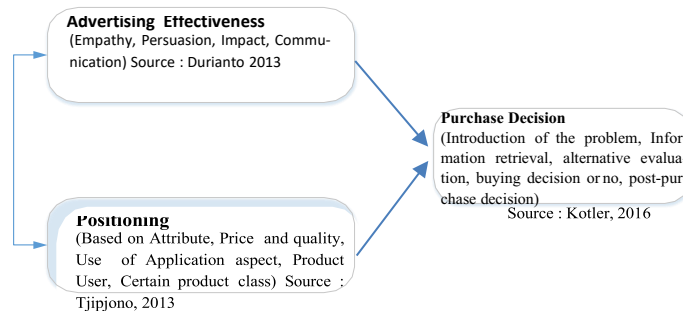 Advertising Effectiveness
(Empathy, Persuasion, Impact, Commu-
nication) Source : Durianto 2013
Purchase Decision
(Introduction of the problem, Infor
mation retrieval, alternative evalua
tion, buying decision or no, post-pur
chase decision)
Source : Kotler, 2016
Positioning
(Based on Attribute, Price and quality,
Use of Application aspect, Product
User, Certain product class) Source :
Tjipjono, 2013